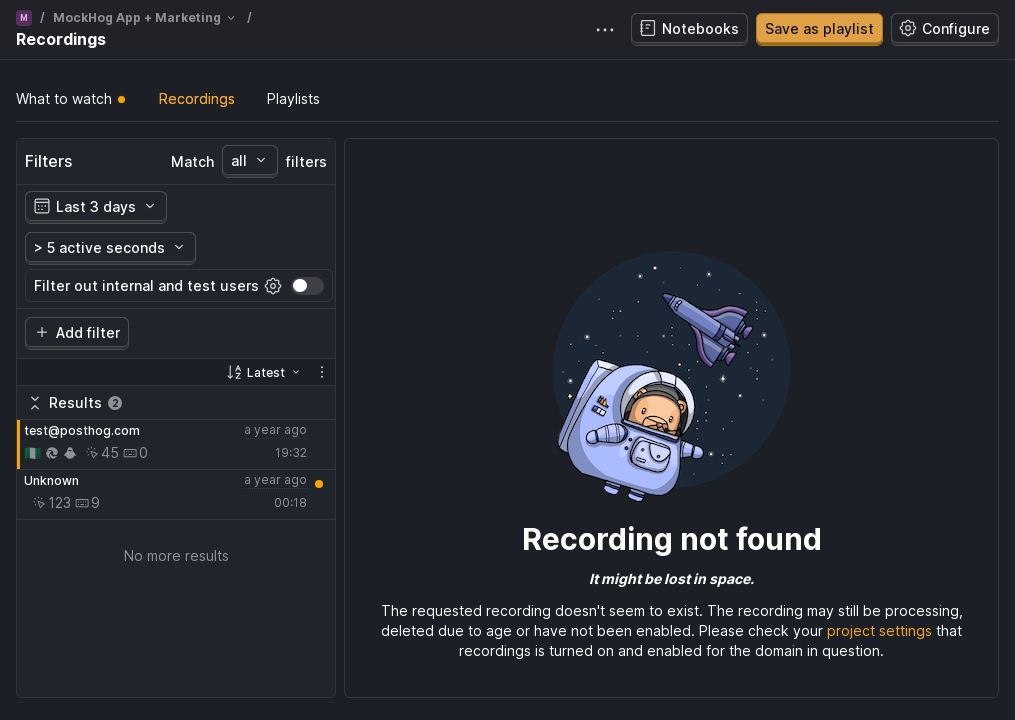 M / MockHog App + Marketing /
Recordings
Notebooks
Save as playlist
Configure
What to watch
Recordings
Playlists
Filters
Match all filters
Last 3 days
> 5 active seconds
Filter out internal and test users
Add filter
Latest
Results 2
test@posthog.com a year ago
45 0 19:32
Unknown a year ago
123 9 00:18
No more results
Recording not found
It might be lost in space.
The requested recording doesn't seem to exist. The recording may still be processing,
deleted due to age or have not been enabled. Please check your project settings that
recordings is turned on and enabled for the domain in question.